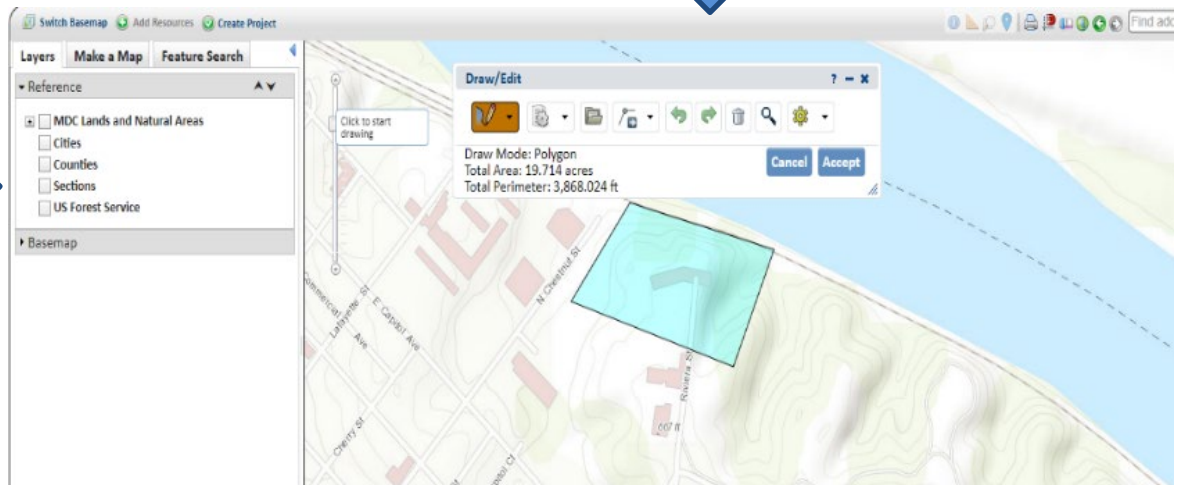 Switch Basemap Add Resources Create Project
Find add
Layers Make a Map Feature Search
Reference
MDC Lands and Natural Areas
Cities
Counties
Sections
US Forest Service
Basemap
Click to start
drawing
Draw/Edit ? – x
Draw Mode: Polygon
Total Area: 19.714 acres
Total Perimeter: 3,868.024 ft
Cancel Accept
N Chestnut St
Commercial Ave
Lafayette St
E Capitol Ave
Riviera St
667 ft
Cherry St